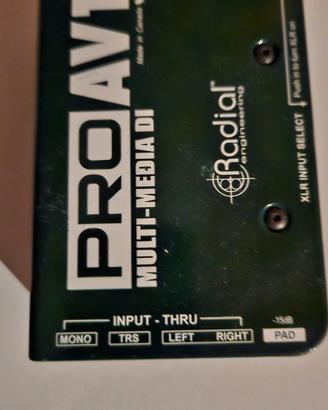 PRO AV1
MULTI-MEDIA DI
Made in Canada
Radial™
engineering
XLR INPUT SELECT
Push in to turn XLR on
INPUT - THRU
MONO TRS LEFT RIGHT
-15dB
PAD